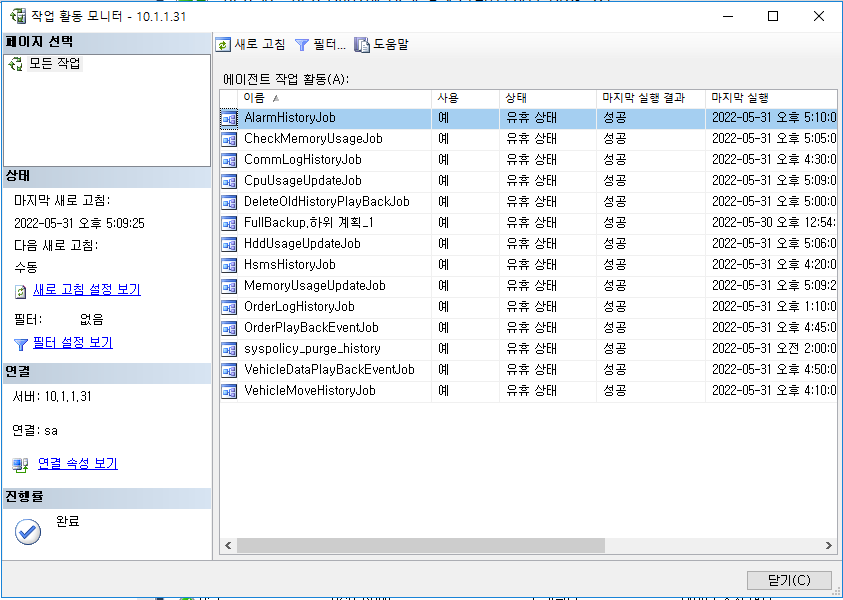 작업 활동 모니터 - 10.1.1.31
페이지 선택
모든 작업
상태
마지막 새로 고침:
2022-05-31 오후 5:09:25
다음 새로 고침:
수동
새로 고침 설정 보기
필터: 없음
필터 설정 보기
연결
서버: 10.1.1.31
연결: sa
연결 속성 보기
진행률
완료
새로 고침 필터... 도움말
에이전트 작업 활동(A):
이름 사용 상태 마지막 실행 결과 마지막 실행
AlarmHistoryJob 예 유휴 상태 성공 2022-05-31 오후 5:10:0
CheckMemoryUsageJob 예 유휴 상태 성공 2022-05-31 오후 5:05:0
CommLogHistoryJob 예 유휴 상태 성공 2022-05-31 오후 4:30:0
CpuUsageUpdateJob 예 유휴 상태 성공 2022-05-31 오후 5:09:0
DeleteOldHistoryPlayBackJob 예 유휴 상태 성공 2022-05-31 오후 5:00:0
FullBackup,하위 계획_1 예 유휴 상태 성공 2022-05-30 오후 12:54:
HddUsageUpdateJob 예 유휴 상태 성공 2022-05-31 오후 5:06:0
HsmsHistoryJob 예 유휴 상태 성공 2022-05-31 오후 4:20:0
MemoryUsageUpdateJob 예 유휴 상태 성공 2022-05-31 오후 5:09:2
OrderLogHistoryJob 예 유휴 상태 성공 2022-05-31 오후 1:10:0
OrderPlayBackEventJob 예 유휴 상태 성공 2022-05-31 오후 4:45:0
syspolicy_purge_history 예 유휴 상태 성공 2022-05-31 오전 2:00:0
VehicleDataPlayBackEventJob 예 유휴 상태 성공 2022-05-31 오후 4:50:0
VehicleMoveHistoryJob 예 유휴 상태 성공 2022-05-31 오후 4:10:0
닫기(C)